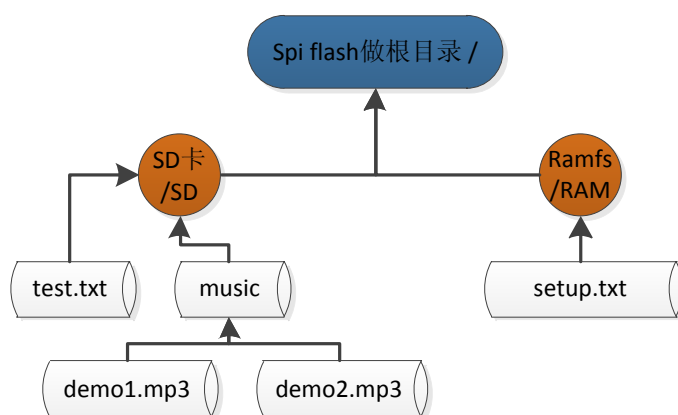 Spi flash做根目录 /
SD卡
/SD
Ramfs
/RAM
test.txt
music
setup.txt
demo1.mp3
demo2.mp3